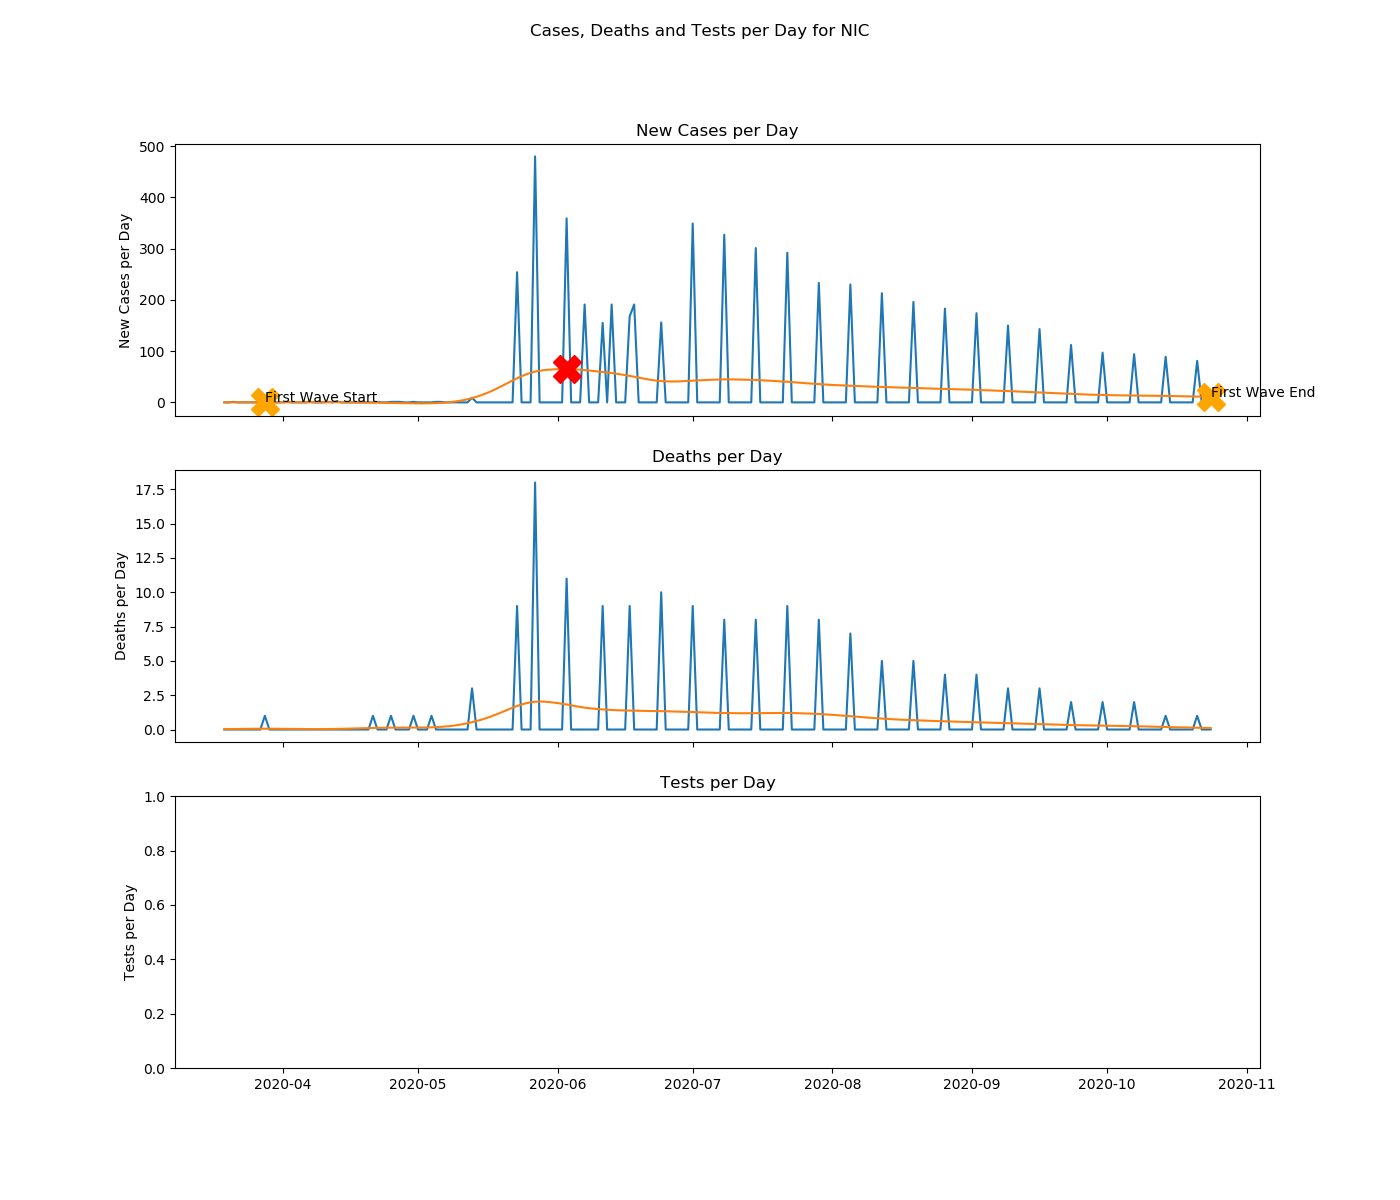 Cases, Deaths and Tests per Day for NIC
New Cases per Day
New Cases per Day
500
400
300
200
100
0
First Wave Start
First Wave End
Deaths per Day
Deaths per Day
17.5
15.0
12.5
10.0
7.5
5.0
2.5
0.0
Tests per Day
Tests per Day
1.0
0.8
0.6
0.4
0.2
0.0
2020-04 2020-05 2020-06 2020-07 2020-08 2020-09 2020-10 2020-11